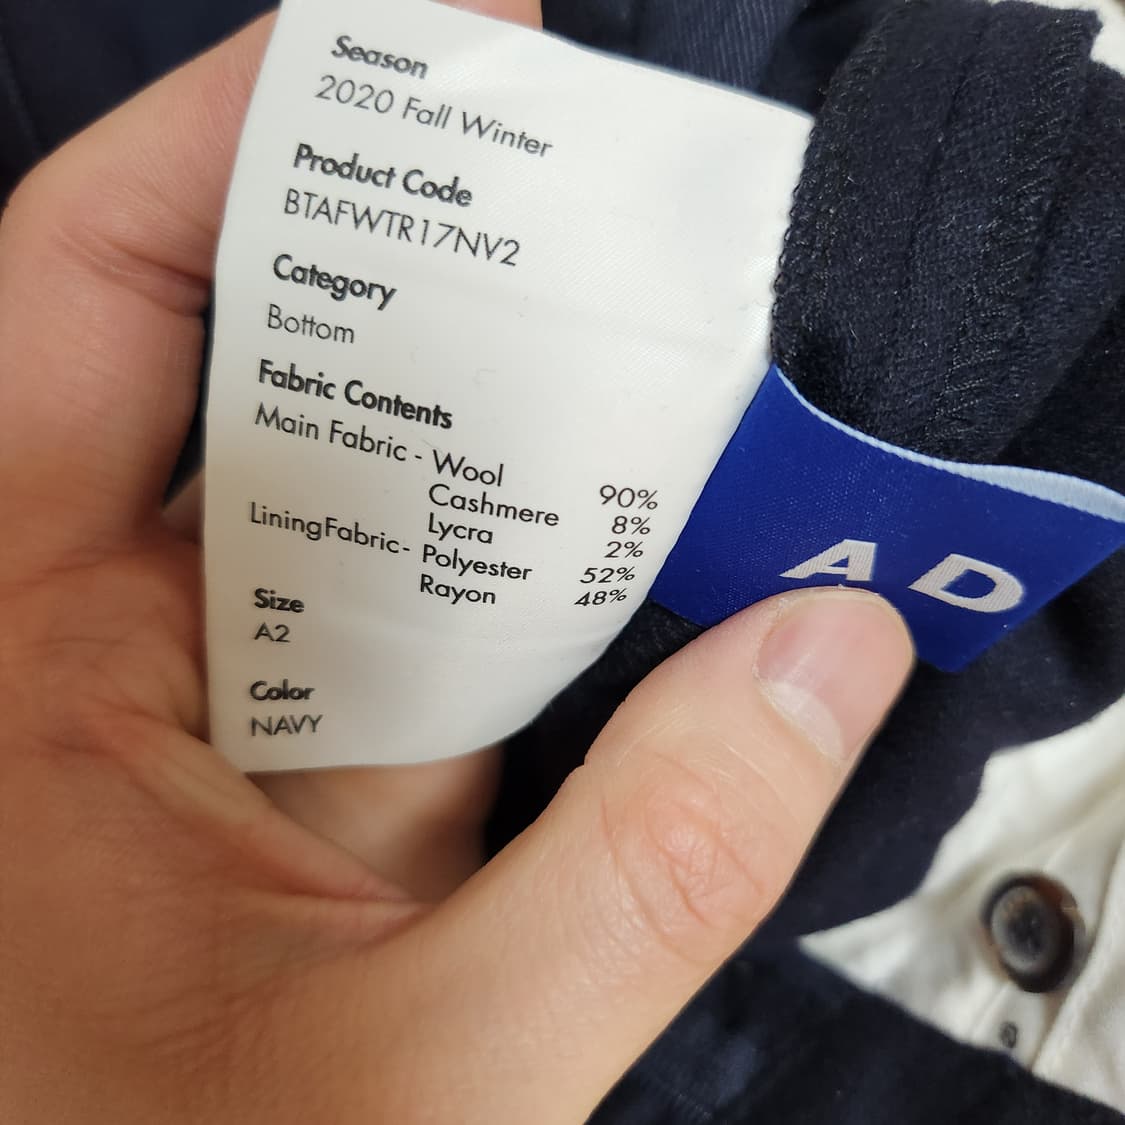 Season
2020 Fall Winter
Product Code
BTAFWTR17NV2
Category
Bottom
Fabric Contents
Main Fabric - Wool 90%
Cashmere 8%
Lycra 2%
LiningFabric- Polyester 52%
Rayon 48%
Size
A2
Color
NAVY
A D